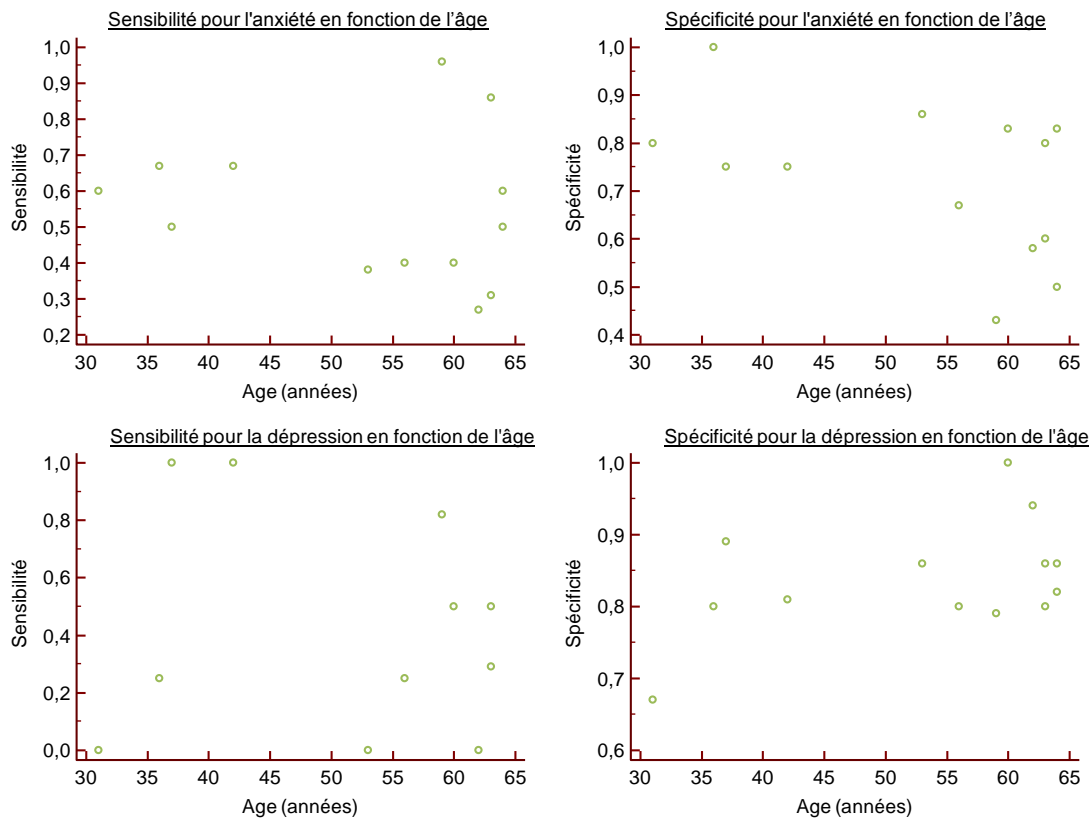 Sensibilité pour l'anxiété en fonction de l'âge
1,0
0,9
0,8
0,7
0,6
0,5
0,4
0,3
0,2
Sensibilité
30 35 40 45 50 55 60 65
Age (années)
Spécificité pour l'anxiété en fonction de l'âge
1,0
0,9
0,8
0,7
0,6
0,5
0,4
Spécificité
30 35 40 45 50 55 60 65
Age (années)
Sensibilité pour la dépression en fonction de l'âge
1,0
0,8
0,6
0,4
0,2
0,0
Sensibilité
30 35 40 45 50 55 60 65
Age (années)
Spécificité pour la dépression en fonction de l'âge
1,0
0,9
0,8
0,7
0,6
Spécificité
30 35 40 45 50 55 60 65
Age (années)